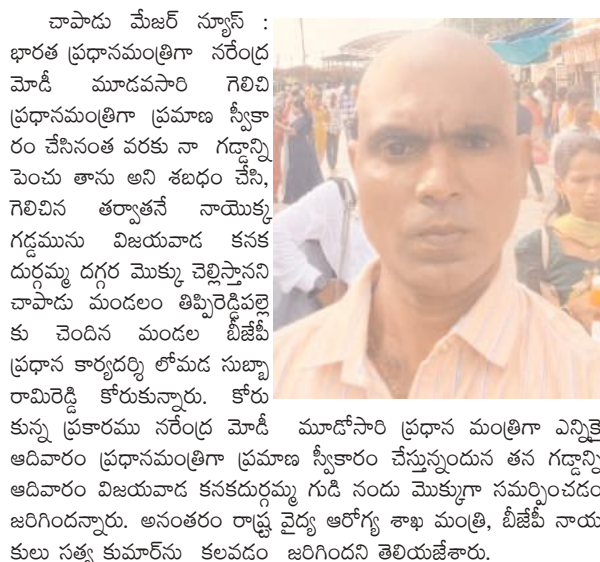 చాపాడు మేజర్ న్యూస్ :
భారత ప్రధానమంత్రిగా నరేంద్ర
మోడీ మూడవసారి గెలిచి
ప్రధానమంత్రిగా ప్రమాణ స్వీకా
రం చేసినంత వరకు నా గడ్డాన్ని
పెంచు తాను అని శబధం చేసి,
గెలిచిన తర్వాతనే నాయొక్క
గడ్డమును విజయవాడ కనక
దుర్గమ్మ దగ్గర మొక్కు చెల్లిస్తానని
చాపాడు మండలం తిప్పిరెడ్డిపల్లె
కు చెందిన మండల బీజేపీ
ప్రధాన కార్యదర్శి లోమడ సుబ్బా
రామిరెడ్డి కోరుకున్నారు. కోరు
కున్న ప్రకారము నరేంద్ర మోడీ మూడోసారి ప్రధాన మంత్రిగా ఎన్నికై
ఆదివారం ప్రధానమంత్రిగా ప్రమాణ స్వీకారం చేస్తున్నందున తన గడ్డాన్ని
ఆదివారం విజయవాడ కనకదుర్గమ్మ గుడి నందు మొక్కుగా సమర్పించడం
జరిగిందన్నారు. అనంతరం రాష్ట్ర వైద్య ఆరోగ్య శాఖ మంత్రి, బీజేపీ నాయ
కులు సత్య కుమార్‌ను కలవడం జరిగిందని తెలియజేశారు.